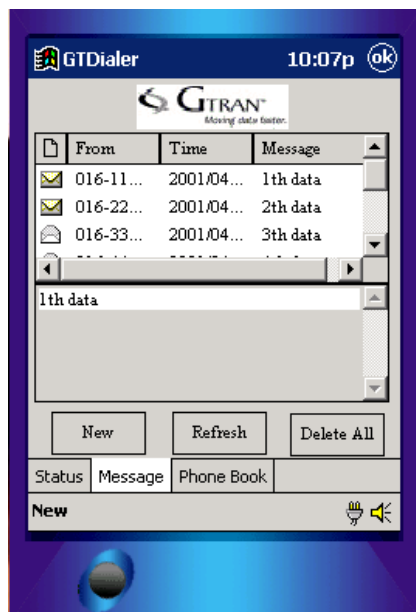 GTDialer 10:07p ok
GTRAN™
Moving data faster.
From Time Message
016-11... 2001/04... 1th data
016-22... 2001/04... 2th data
016-33... 2001/04... 3th data
1th data
New Refresh Delete All
Status Message Phone Book
New